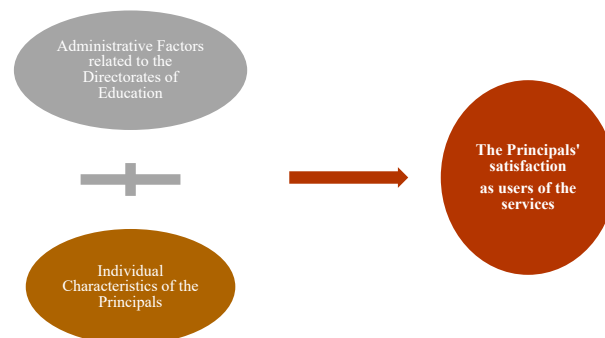 Administrative Factors
related to the
Directorates of
Education
Individual
Characteristics of the
Principals
The Principals'
satisfaction
as users of the
services